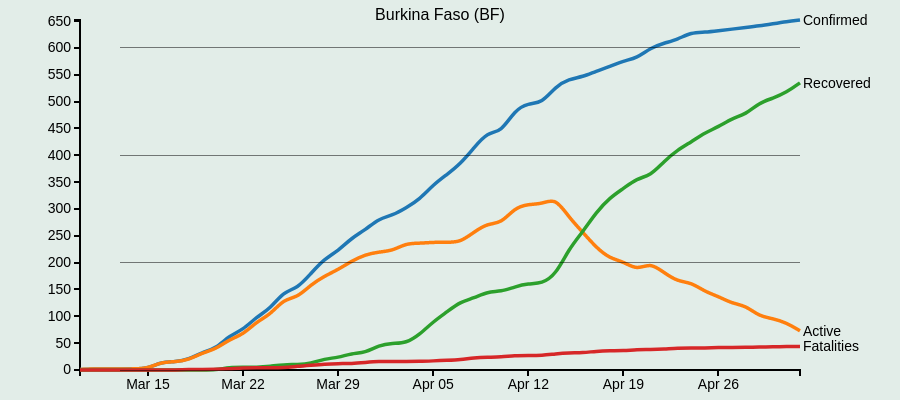 Burkina Faso (BF)
650
600
550
500
450
400
350
300
250
200
150
100
50
0
Confirmed
Recovered
Active
Fatalities
Mar 15 Mar 22 Mar 29 Apr 05 Apr 12 Apr 19 Apr 26